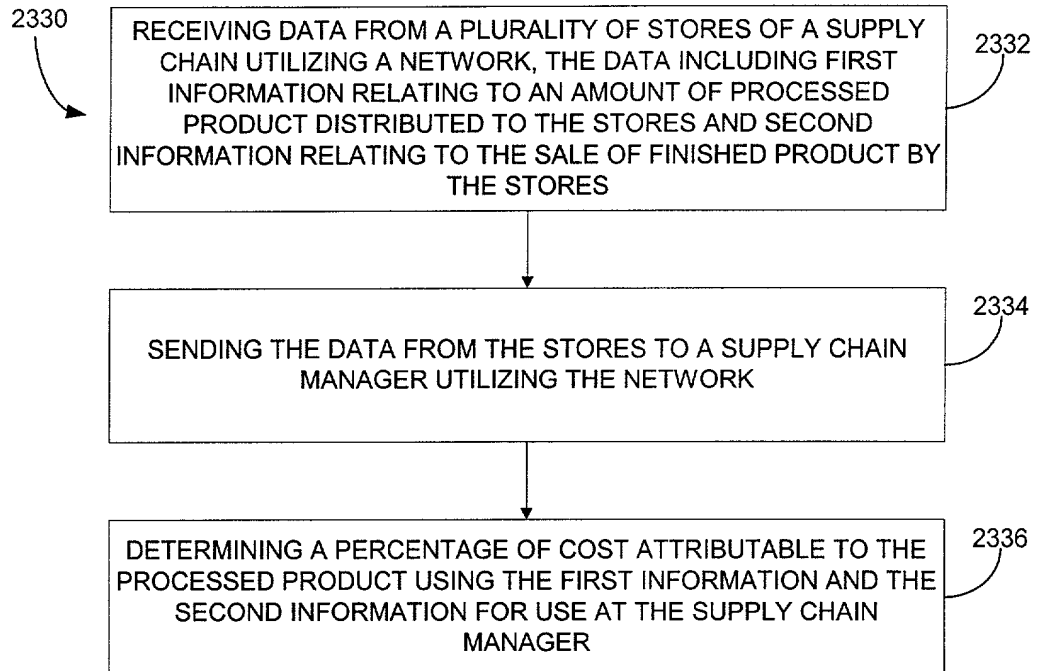 2330
RECEIVING DATA FROM A PLURALITY OF STORES OF A SUPPLY
CHAIN UTILIZING A NETWORK, THE DATA INCLUDING FIRST
INFORMATION RELATING TO AN AMOUNT OF PROCESSED
PRODUCT DISTRIBUTED TO THE STORES AND SECOND
INFORMATION RELATING TO THE SALE OF FINISHED PRODUCT BY
THE STORES
2332
SENDING THE DATA FROM THE STORES TO A SUPPLY CHAIN
MANAGER UTILIZING THE NETWORK
2334
DETERMINING A PERCENTAGE OF COST ATTRIBUTABLE TO THE
PROCESSED PRODUCT USING THE FIRST INFORMATION AND THE
SECOND INFORMATION FOR USE AT THE SUPPLY CHAIN
MANAGER
2336